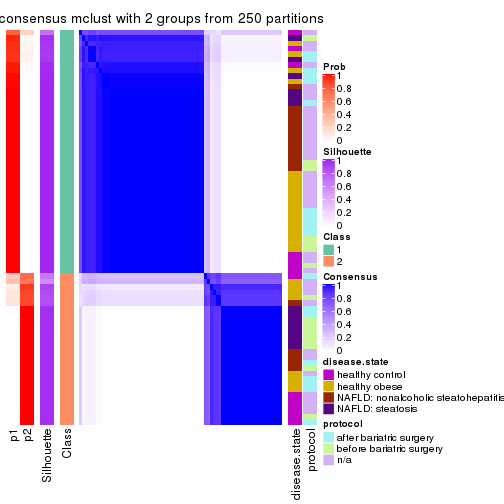 consensus mclust with 2 groups from 250 partitions
Prob
1
0.8
0.6
0.4
0.2
0
Silhouette
1
0.8
0.6
0.4
0.2
0
Class
1
2
Consensus
1
0.8
0.6
0.4
0.2
0
disease.state
healthy control
healthy obese
NAFLD: nonalcoholic steatohepatitis
NAFLD: steatosis
protocol
after bariatric surgery
before bariatric surgery
n/a
p1
p2
Silhouette
Class
disease.state
protocol